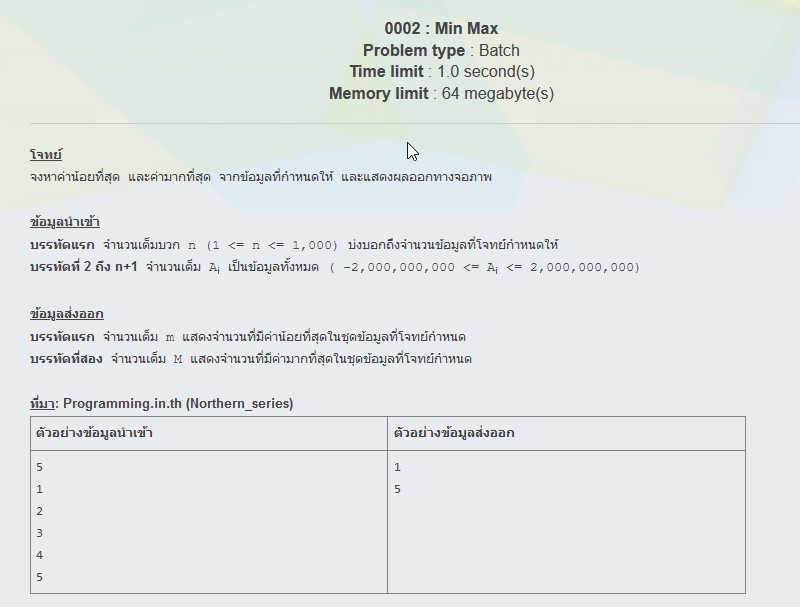 0002 : Min Max
Problem type : Batch
Time limit : 1.0 second(s)
Memory limit : 64 megabyte(s)
โจทย์
จงหาค่าน้อยที่สุด และค่ามากที่สุด จากข้อมูลที่กำหนดให้ และแสดงผลออกทางจอภาพ
ข้อมูลนำเข้า
บรรทัดแรก จำนวนเต็มบวก n (1 <= n <= 1,000) บ่งบอกถึงจำนวนข้อมูลที่โจทย์กำหนดให้
บรรทัดที่ 2 ถึง n+1 จำนวนเต็ม Ai เป็นข้อมูลทั้งหมด ( -2,000,000,000 <= Ai <= 2,000,000,000)
ข้อมูลส่งออก
บรรทัดแรก จำนวนเต็ม m แสดงจำนวนที่มีค่าน้อยที่สุดในชุดข้อมูลที่โจทย์กำหนด
บรรทัดที่สอง จำนวนเต็ม M แสดงจำนวนที่มีค่ามากที่สุดในชุดข้อมูลที่โจทย์กำหนด
ที่มา: Programming.in.th (Northern_series)
ตัวอย่างข้อมูลนำเข้า
5
1
2
3
4
5
ตัวอย่างข้อมูลส่งออก
1
5